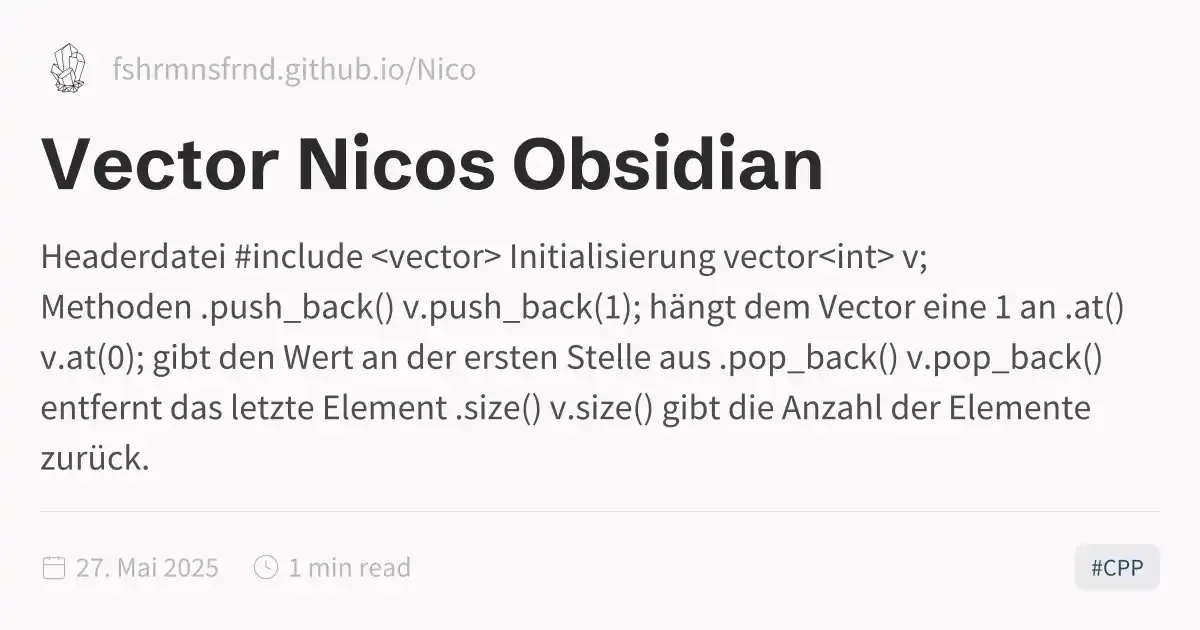 fshrmnsfrnd.github.io/Nico
Vector Nicos Obsidian
Headerdatei #include <vector> Initialisierung vector<int> v;
Methoden .push_back() v.push_back(1); hängt dem Vector eine 1 an .at()
v.at(0); gibt den Wert an der ersten Stelle aus .pop_back() v.pop_back()
entfernt das letzte Element .size() v.size() gibt die Anzahl der Elemente
zurück.
27. Mai 2025
1 min read
#CPP